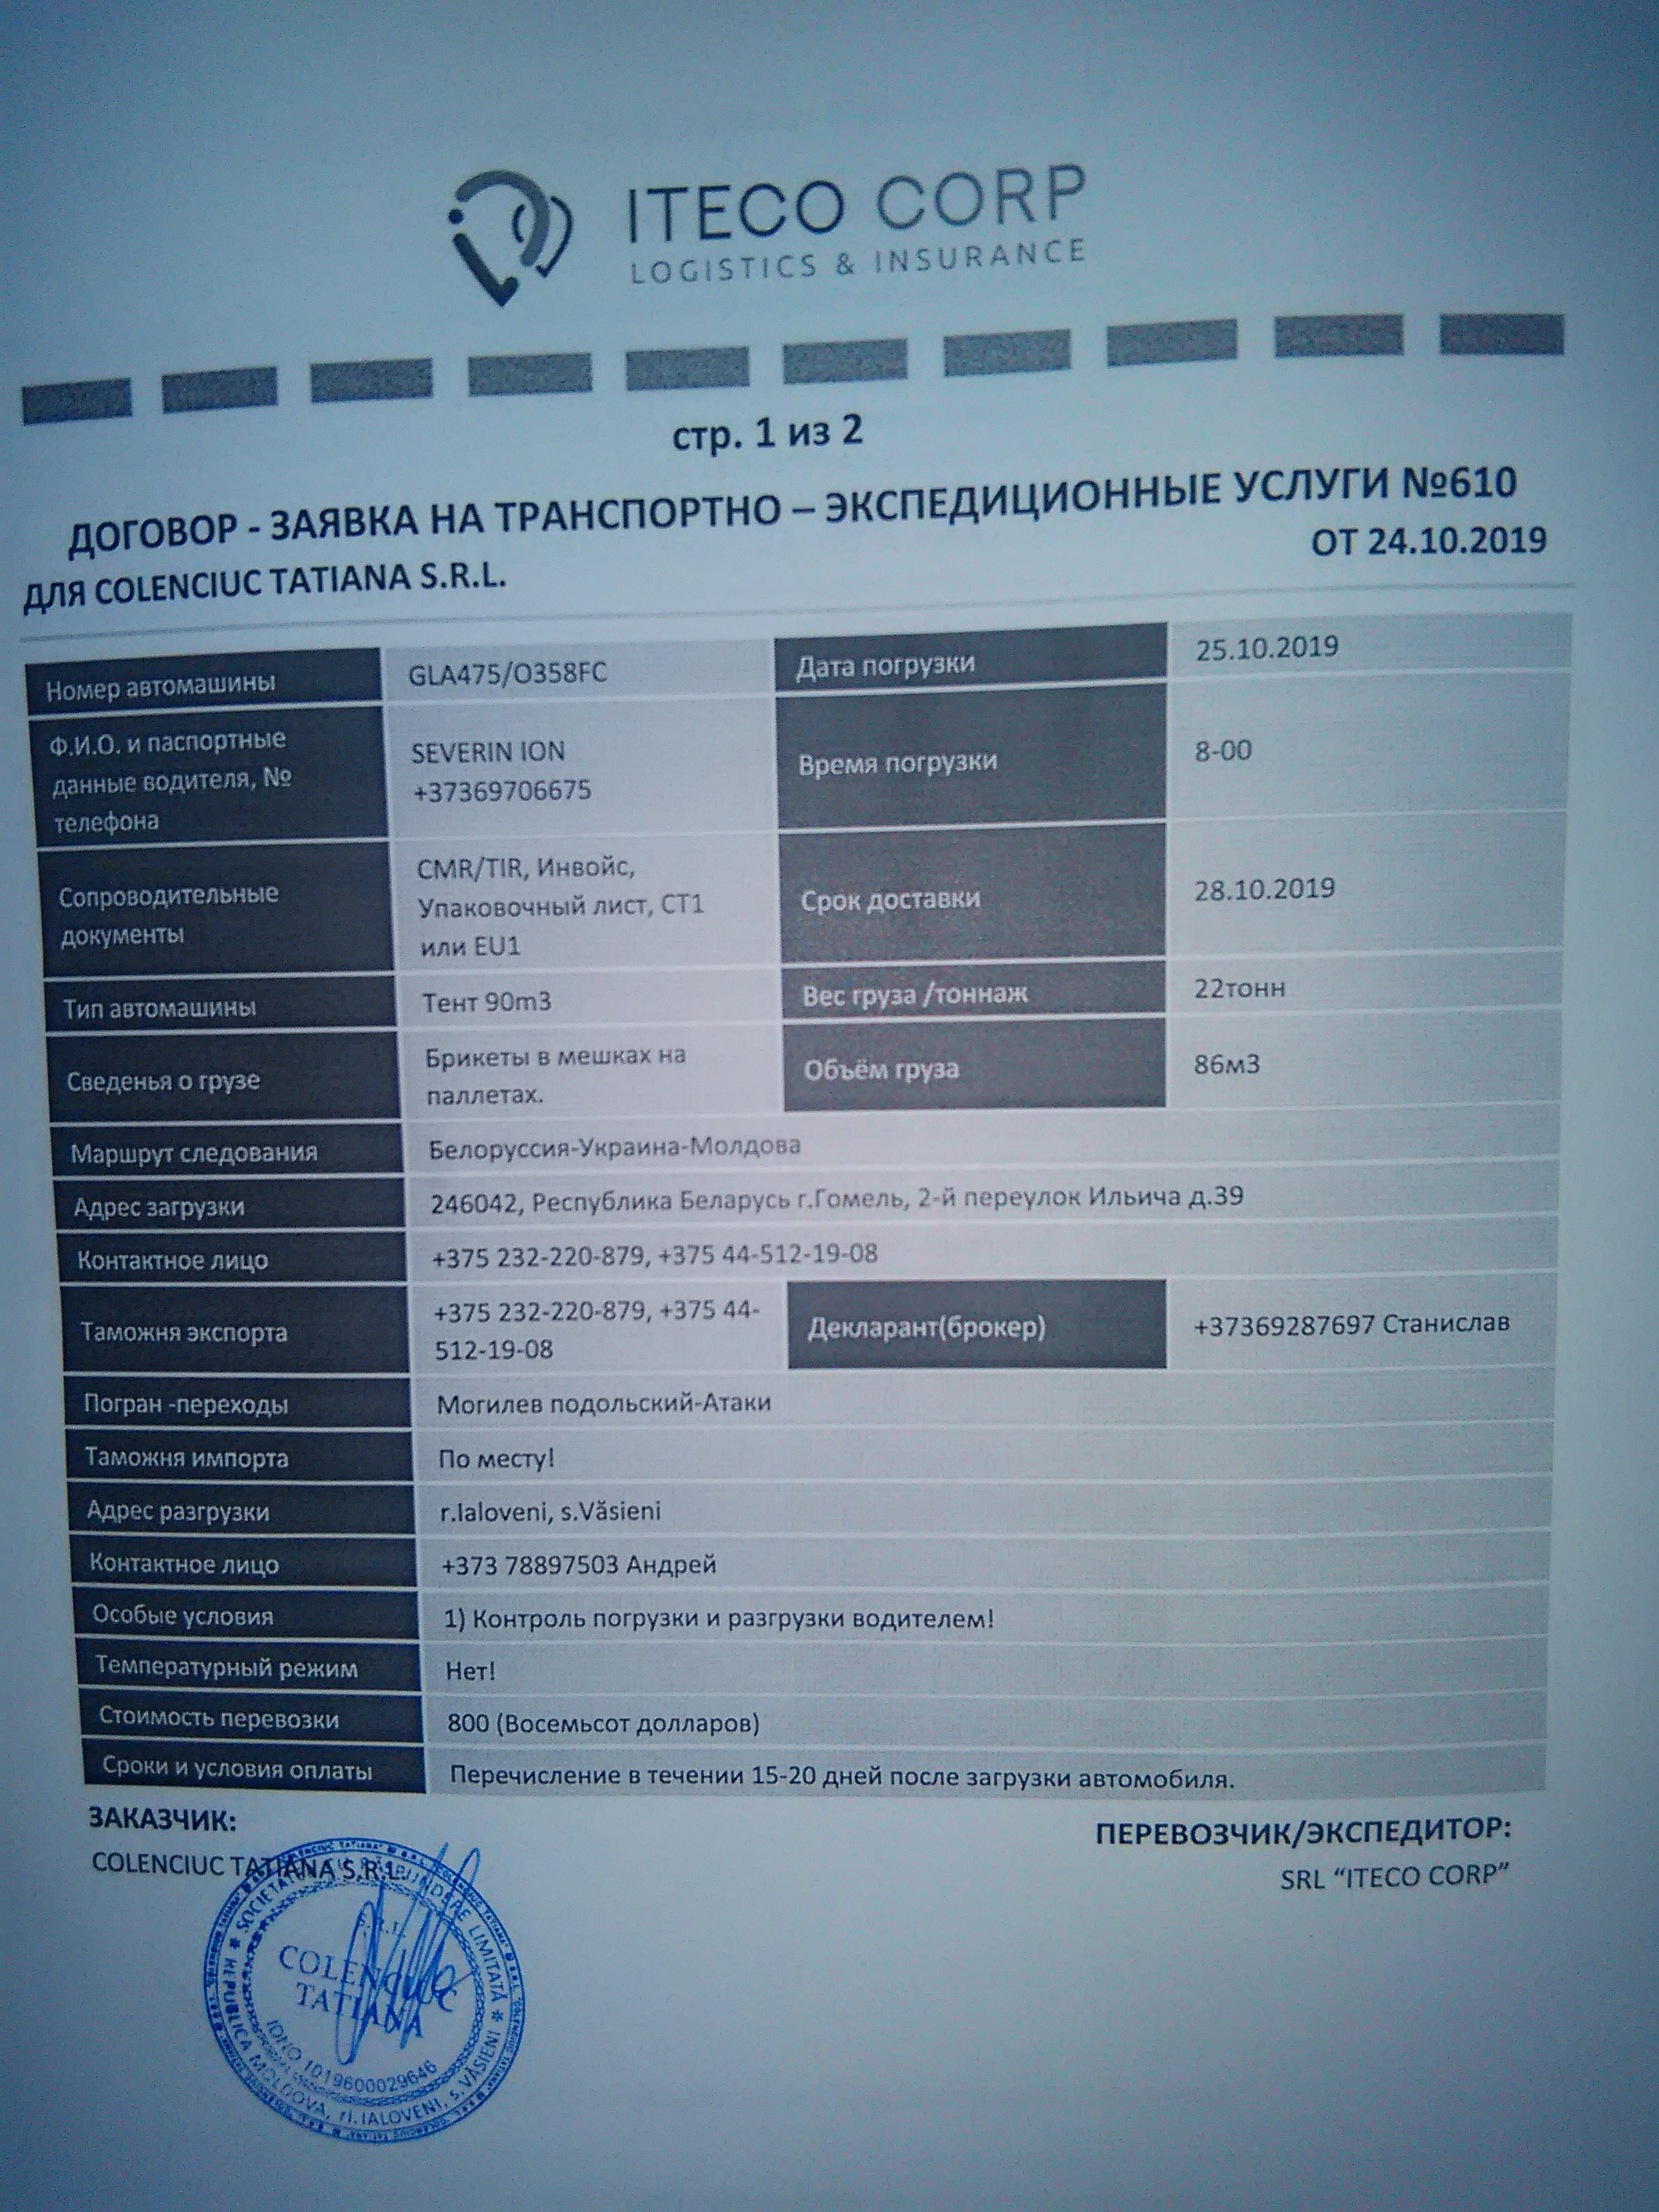 ITECO CORP
LOGISTICS & INSURANCE
стр. 1 из 2
ДОГОВОР - ЗАЯВКА НА ТРАНСПОРТНО – ЭКСПЕДИЦИОННЫЕ УСЛУГИ №610
ОТ 24.10.2019
ДЛЯ COLENCIUC TATIANA S.R.L.
Номер автомашины
GLA475/O358FC
Дата погрузки
25.10.2019
Ф.И.О. и паспортные
данные водителя, №
телефона
SEVERIN ION
+37369706675
Время погрузки
8-00
Сопроводительные
документы
CMR/TIR, Инвойс,
Упаковочный лист, СТ1
или EU1
Срок доставки
28.10.2019
Тип автомашины
Тент 90m3
Вес груза /тоннаж
22тонн
Сведенья о грузе
Брикеты в мешках на
паллетах.
Объём груза
86м3
Маршрут следования
Белоруссия-Украина-Молдова
Адрес загрузки
246042, Республика Беларусь г.Гомель, 2-й переулок Ильича д.39
Контактное лицо
+375 232-220-879, +375 44-512-19-08
Таможня экспорта
+375 232-220-879, +375 44-
512-19-08
Декларант(брокер)
+37369287697 Станислав
Погран -переходы
Могилев подольский-Атаки
Таможня импорта
По месту!
Адрес разгрузки
r.Ialoveni, s.Văsieni
Контактное лицо
+373 78897503 Андрей
Особые условия
1) Контроль погрузки и разгрузки водителем!
Температурный режим
Нет!
Стоимость перевозки
800 (Восемьсот долларов)
Сроки и условия оплаты
Перечисление в течении 15-20 дней после загрузки автомобиля.
ЗАКАЗЧИК:
COLENCIUC TATIANA S.R.L.
ПЕРЕВОЗЧИК/ЭКСПЕДИТОР:
SRL “ITECO CORP”
SOCIETATEA CU RĂSPUNDERE LIMITATĂ
S.R.L.
COLENCIUC
TATIANA
IDNO 1019600029646
REPUBLICA MOLDOVA, rl.IALOVENI, s.VĂSIENI